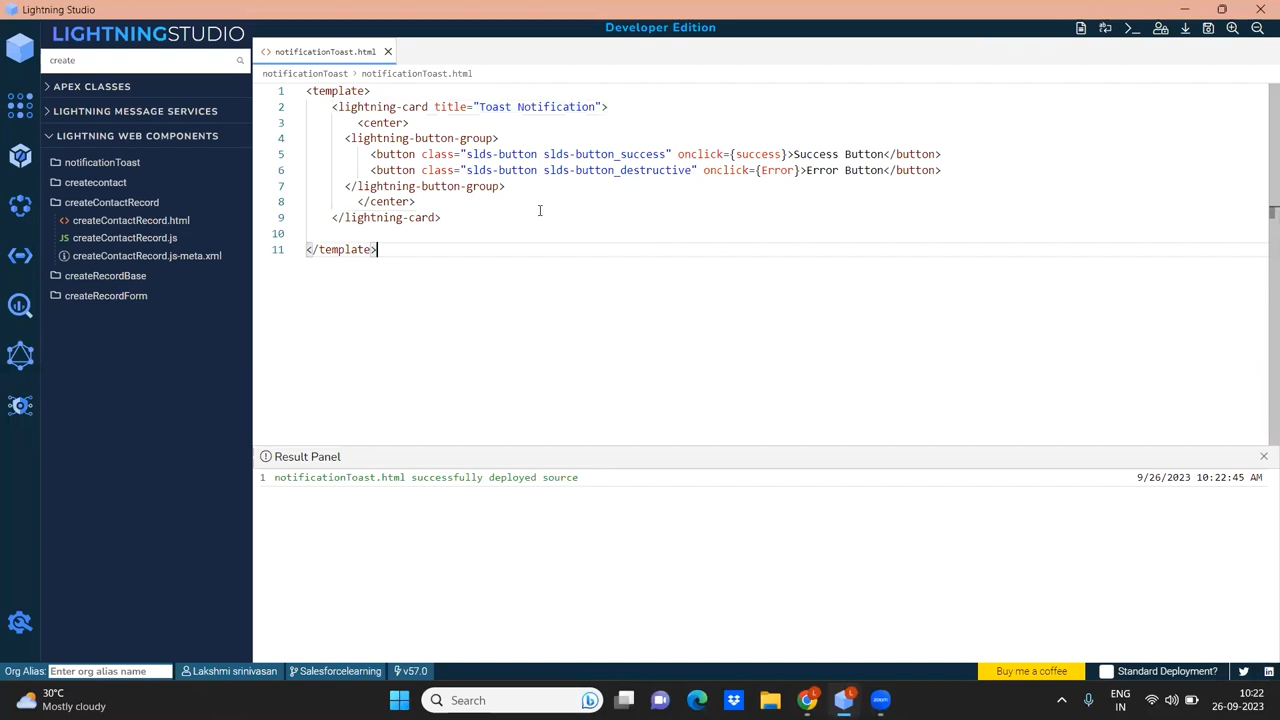 Lightning Studio
LIGHTNINGSTUDIO
Developer Edition
create
APEX CLASSES
LIGHTNING MESSAGE SERVICES
LIGHTNING WEB COMPONENTS
notificationToast
createcontact
createContactRecord
createContactRecord.html
createContactRecord.js
createContactRecord.js-meta.xml
createRecordBase
createRecordForm
notificationToast.html
notificationToast > notificationToast.html
1 <template>
2 <lightning-card title="Toast Notification">
3 <center>
4 <lightning-button-group>
5 <button class="slds-button slds-button_success" onclick={success}>Success Button</button>
6 <button class="slds-button slds-button_destructive" onclick={Error}>Error Button</button>
7 </lightning-button-group>
8 </center>
9 </lightning-card>
10
11 </template>
Result Panel
1 notificationToast.html successfully deployed source 9/26/2023 10:22:45 AM
Org Alias: Enter org alias name Lakshmi srinivasan Salesforcelearning v57.0 Buy me a coffee Standard Deployment?
30°C
Mostly cloudy
Search
zoom
ENG
IN
10:22
26-09-2023